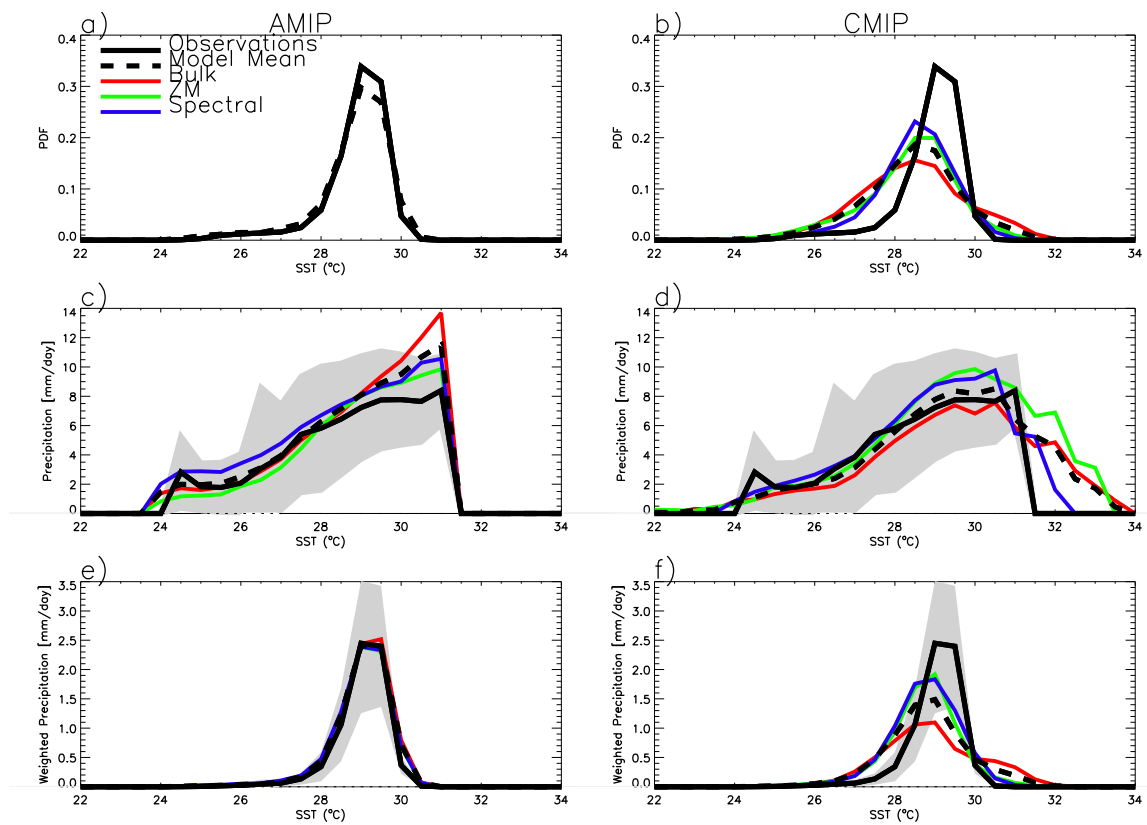 a) AMIP
b) CMIP
Observations
Model Mean
Bulk
ZM
Spectral
PDF
0.4
0.3
0.2
0.1
0.0
22 24 26 28 30 32 34
SST (°C)
PDF
0.4
0.3
0.2
0.1
0.0
22 24 26 28 30 32 34
SST (°C)
c)
Precipitation [mm/day]
14
12
10
8
6
4
2
0
22 24 26 28 30 32 34
SST (°C)
d)
Precipitation [mm/day]
14
12
10
8
6
4
2
0
22 24 26 28 30 32 34
SST (°C)
e)
Weighted Precipitation [mm/day]
3.5
3.0
2.5
2.0
1.5
1.0
0.5
0.0
22 24 26 28 30 32 34
SST (°C)
f)
Weighted Precipitation [mm/day]
3.5
3.0
2.5
2.0
1.5
1.0
0.5
0.0
22 24 26 28 30 32 34
SST (°C)